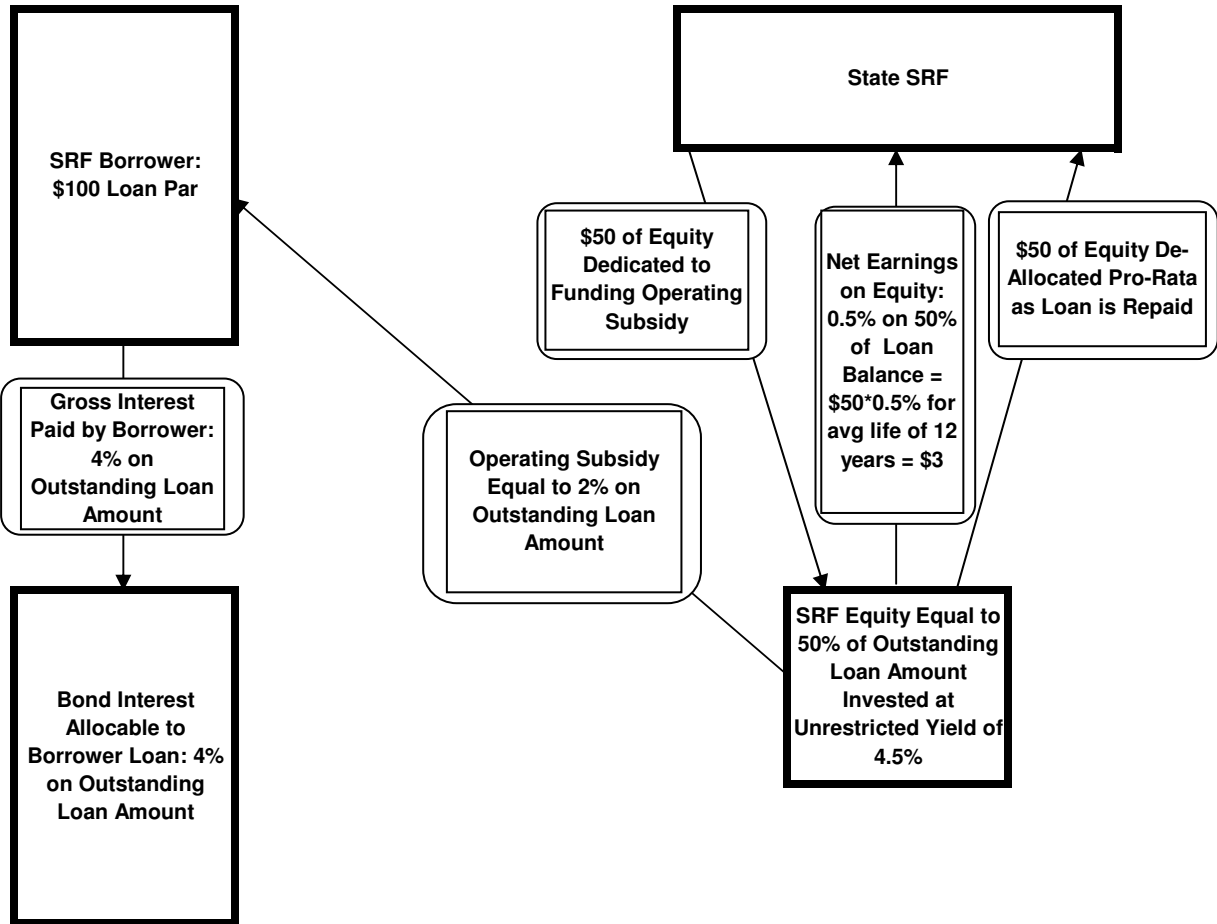 SRF Borrower:
$100 Loan Par
Gross Interest
Paid by Borrower:
4% on
Outstanding Loan
Amount
Bond Interest
Allocable to
Borrower Loan: 4%
on Outstanding
Loan Amount
State SRF
$50 of Equity
Dedicated to
Funding Operating
Subsidy
Net Earnings
on Equity:
0.5% on 50%
of Loan
Balance =
$50*0.5% for
avg life of 12
years = $3
$50 of Equity De-
Allocated Pro-Rata
as Loan is Repaid
Operating Subsidy
Equal to 2% on
Outstanding Loan
Amount
SRF Equity Equal to
50% of Outstanding
Loan Amount
Invested at
Unrestricted Yield of
4.5%